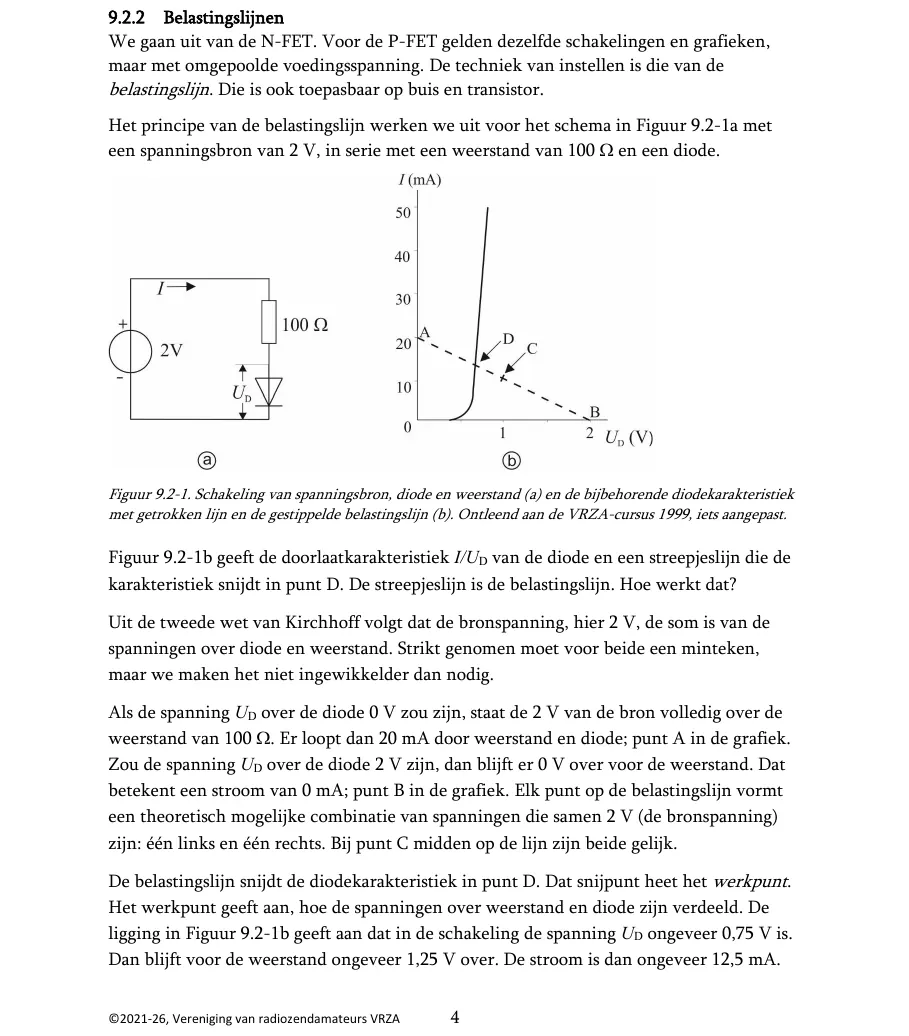 9.2.2 Belastingslijnen
We gaan uit van de N-FET. Voor de P-FET gelden dezelfde schakelingen en grafieken,
maar met omgepoolde voedingsspanning. De techniek van instellen is die van de
belastingslijn. Die is ook toepasbaar op buis en transistor.
Het principe van de belastingslijn werken we uit voor het schema in Figuur 9.2-1a met
een spanningsbron van 2 V, in serie met een weerstand van 100 Ω en een diode.
I
+
2V
-
100 Ω
UD
ⓐ
I (mA)
50
40
30
20
10
0
A
D
C
B
1
2
UD (V)
ⓑ
Figuur 9.2-1. Schakeling van spanningsbron, diode en weerstand (a) en de bijbehorende diodekarakteristiek
met getrokken lijn en de gestippelde belastingslijn (b). Ontleend aan de VRZA-cursus 1999, iets aangepast.
Figuur 9.2-1b geeft de doorlaatkarakteristiek I/UD van de diode en een streepjeslijn die de
karakteristiek snijdt in punt D. De streepjeslijn is de belastingslijn. Hoe werkt dat?
Uit de tweede wet van Kirchhoff volgt dat de bronspanning, hier 2 V, de som is van de
spanningen over diode en weerstand. Strikt genomen moet voor beide een minteken,
maar we maken het niet ingewikkelder dan nodig.
Als de spanning UD over de diode 0 V zou zijn, staat de 2 V van de bron volledig over de
weerstand van 100 Ω. Er loopt dan 20 mA door weerstand en diode; punt A in de grafiek.
Zou de spanning UD over de diode 2 V zijn, dan blijft er 0 V over voor de weerstand. Dat
betekent een stroom van 0 mA; punt B in de grafiek. Elk punt op de belastingslijn vormt
een theoretisch mogelijke combinatie van spanningen die samen 2 V (de bronspanning)
zijn: één links en één rechts. Bij punt C midden op de lijn zijn beide gelijk.
De belastingslijn snijdt de diodekarakteristiek in punt D. Dat snijpunt heet het werkpunt.
Het werkpunt geeft aan, hoe de spanningen over weerstand en diode zijn verdeeld. De
ligging in Figuur 9.2-1b geeft aan dat in de schakeling de spanning UD ongeveer 0,75 V is.
Dan blijft voor de weerstand ongeveer 1,25 V over. De stroom is dan ongeveer 12,5 mA.
©2021-26, Vereniging van radiozendamateurs VRZA 4